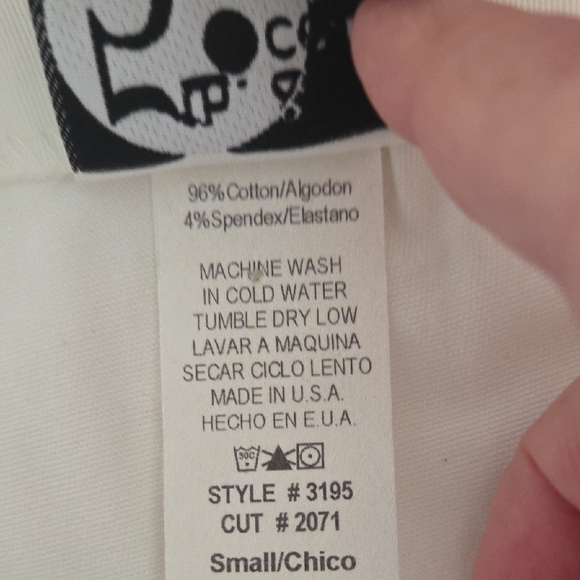 96%Cotton/Algodon
4%Spendex/Elastano
MACHINE WASH
IN COLD WATER
TUMBLE DRY LOW
LAVAR A MAQUINA
SECAR CICLO LENTO
MADE IN U.S.A.
HECHO EN E.U.A.
30C
STYLE # 3195
CUT # 2071
Small/Chico